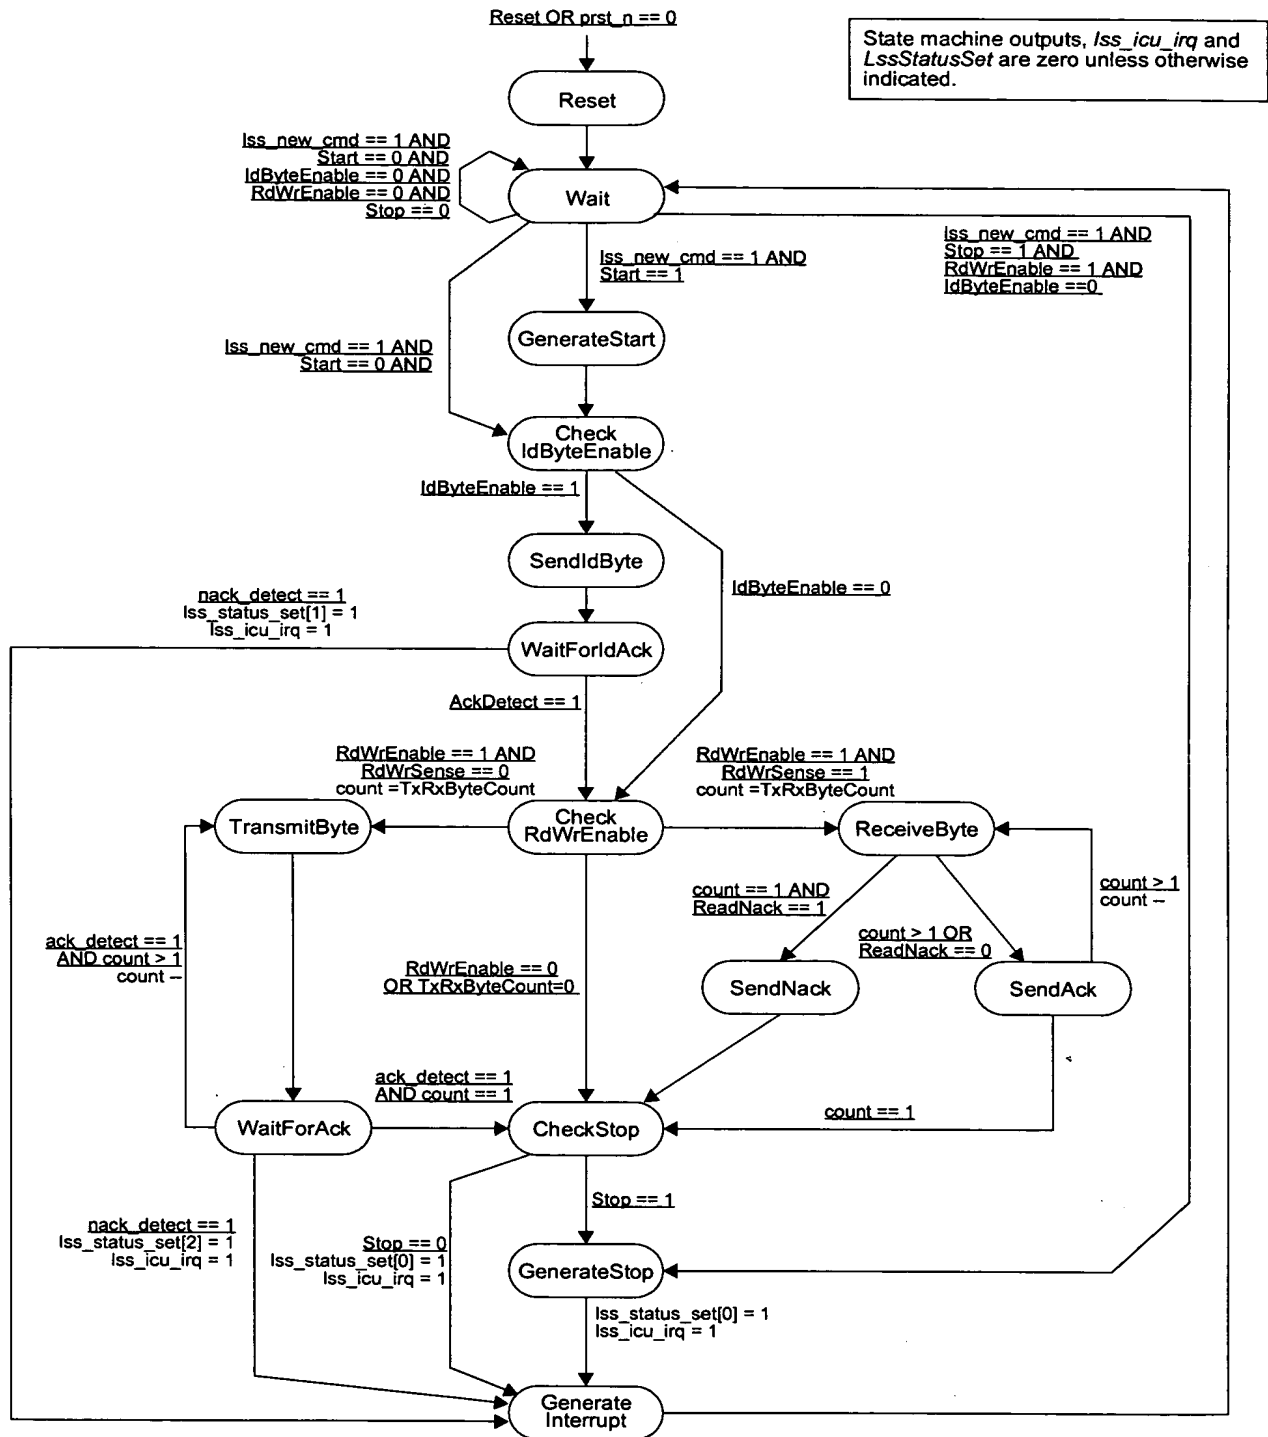 Reset OR prst_n == 0
State machine outputs, lss_icu_irq and
LssStatusSet are zero unless otherwise
indicated.
Reset
lss_new_cmd == 1 AND
Start == 0 AND
IdByteEnable == 0 AND
RdWrEnable == 0 AND
Stop == 0
Wait
lss_new_cmd == 1 AND
Start == 1
lss_new_cmd == 1 AND
Stop == 1 AND
RdWrEnable == 1 AND
IdByteEnable ==0
GenerateStart
lss_new_cmd == 1 AND
Start == 0 AND
Check
IdByteEnable
IdByteEnable == 1
SendIdByte
IdByteEnable == 0
nack_detect == 1
lss_status_set[1] = 1
lss_icu_irq = 1
WaitForIdAck
AckDetect == 1
RdWrEnable == 1 AND
RdWrSense == 0
count =TxRxByteCount
RdWrEnable == 1 AND
RdWrSense == 1
count =TxRxByteCount
TransmitByte
Check
RdWrEnable
ReceiveByte
count == 1 AND
ReadNack == 1
count > 1
count --
ack_detect == 1
AND count > 1
count --
count > 1 OR
ReadNack == 0
RdWrEnable == 0
OR TxRxByteCount=0
SendNack
SendAck
ack_detect == 1
AND count == 1
WaitForAck
CheckStop
count == 1
Stop == 1
nack_detect == 1
lss_status_set[2] = 1
lss_icu_irq = 1
Stop == 0
lss_status_set[0] = 1
lss_icu_irq = 1
GenerateStop
lss_status_set[0] = 1
lss_icu_irq = 1
Generate
Interrupt